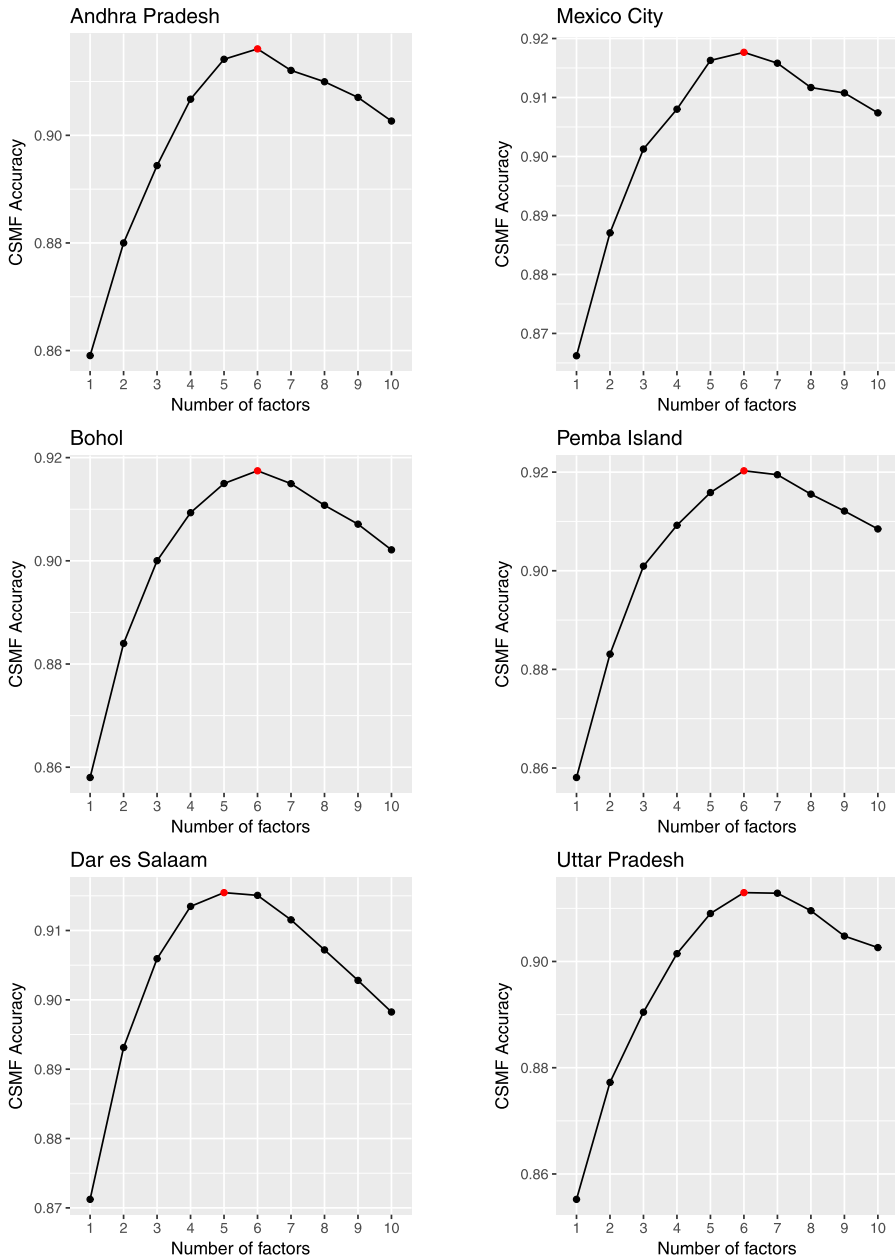 Andhra Pradesh
CSMF Accuracy
0.90
0.88
0.86
1 2 3 4 5 6 7 8 9 10
Number of factors
Mexico City
CSMF Accuracy
0.92
0.91
0.90
0.89
0.88
0.87
1 2 3 4 5 6 7 8 9 10
Number of factors
Bohol
CSMF Accuracy
0.92
0.90
0.88
0.86
1 2 3 4 5 6 7 8 9 10
Number of factors
Pemba Island
CSMF Accuracy
0.92
0.90
0.88
0.86
1 2 3 4 5 6 7 8 9 10
Number of factors
Dar es Salaam
CSMF Accuracy
0.91
0.90
0.89
0.88
0.87
1 2 3 4 5 6 7 8 9 10
Number of factors
Uttar Pradesh
CSMF Accuracy
0.90
0.88
0.86
1 2 3 4 5 6 7 8 9 10
Number of factors